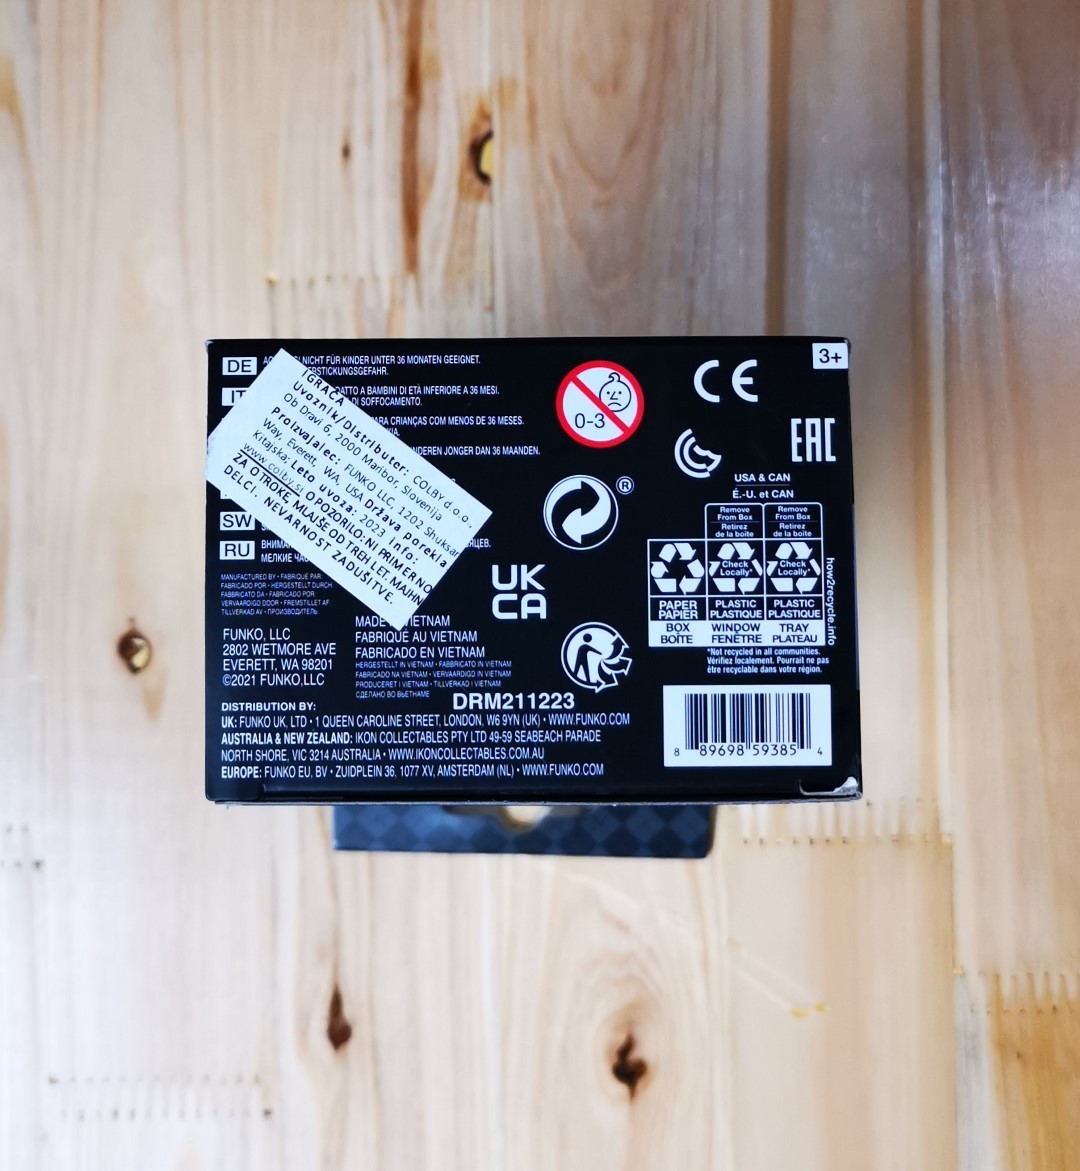 DE
NICHT FÜR KINDER UNTER 36 MONATEN GEEIGNET.
ERSTICKUNGSGEFAHR.
IT
ADATTO A BAMBINI DI ETÀ INFERIORE A 36 MESI.
DI SOFFOCAMENTO.
PARA CRIANÇAS COM MENOS DE 36 MESES.
KINDEREN JONGER DAN 36 MAANDEN.
SW
RU
МЕЛКИЕ
IGRAČA
Uvoznik/Distributer: COLBY d.o.o.,
Ob Dravi 6, 2000 Maribor, Slovenija
Proizvajalec: FUNKO LLC, 1202 Shuksan
Way, Everett, WA, USA Država porekla
Kitajska: Leto uvoza: 2023 Info:
www.colby.si OPOZORILO: NI PRIMERNO
ZA OTROKE, MLAJŠE OD TREH LET. MAJHNI
DELCI, NEVARNOST ZADUŠITVE.
MANUFACTURED BY • FABRIQUÉ PAR
FABRICADO POR • HERGESTELLT DURCH
FABBRICATO DA • FABRICADO POR:
VERVAARDIGD DOOR • FREMSTILLET AF
TILLVERKAD AV • ПРОИЗВОДИТЕЛЬ:
FUNKO, LLC
2802 WETMORE AVE
EVERETT, WA 98201
©2021 FUNKO,LLC
MADE VIETNAM
FABRIQUÉ AU VIETNAM
FABRICADO EN VIETNAM
HERGESTELLT IN VIETNAM • FABBRICATO IN VIETNAM
FABRICADO NA VIETNAM • VERVAARDIGD IN VIETNAM
PRODUCERET I VIETNAM • TILLVERKAD I VIETNAM
СДЕЛАНО ВО ВЬЕТНАМЕ
DRM211223
DISTRIBUTION BY:
UK: FUNKO UK, LTD • 1 QUEEN CAROLINE STREET, LONDON, W6 9YN (UK) • WWW.FUNKO.COM
AUSTRALIA & NEW ZEALAND: IKON COLLECTABLES PTY LTD 49-59 SEABEACH PARADE
NORTH SHORE, VIC 3214 AUSTRALIA • WWW.IKONCOLLECTABLES.COM.AU
EUROPE: FUNKO EU, BV • ZUIDPLEIN 36, 1077 XV, AMSTERDAM (NL) • WWW.FUNKO.COM
0-3
CE
3+
EAC
®
UK
CA
USA & CAN
É.-U. et CAN
Remove From Box
Retirez de la boîte
Remove From Box
Retirez de la boîte
Check Locally*
Check Locally*
PAPER
PAPIER
PLASTIC
PLASTIQUE
PLASTIC
PLASTIQUE
BOX
BOÎTE
WINDOW
FENÊTRE
TRAY
PLATEAU
how2recycle.info
*Not recycled in all communities.
Vérifiez localement. Pourrait ne pas
être recyclable dans votre région.
8 89698 59385 4